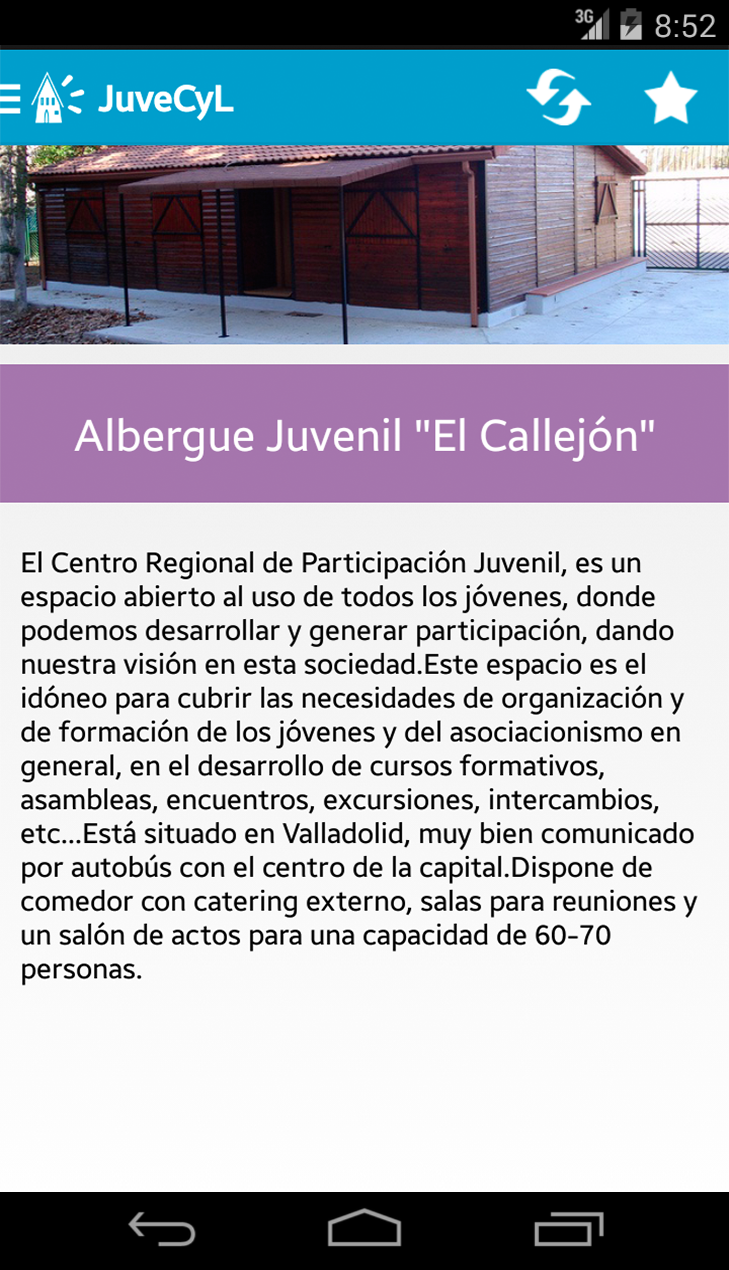 3G 8:52
JuveCyL
Albergue Juvenil "El Callejón"
El Centro Regional de Participación Juvenil, es un
espacio abierto al uso de todos los jóvenes, donde
podemos desarrollar y generar participación, dando
nuestra visión en esta sociedad.Este espacio es el
idóneo para cubrir las necesidades de organización y
de formación de los jóvenes y del asociacionismo en
general, en el desarrollo de cursos formativos,
asambleas, encuentros, excursiones, intercambios,
etc...Está situado en Valladolid, muy bien comunicado
por autobús con el centro de la capital.Dispone de
comedor con catering externo, salas para reuniones y
un salón de actos para una capacidad de 60-70
personas.